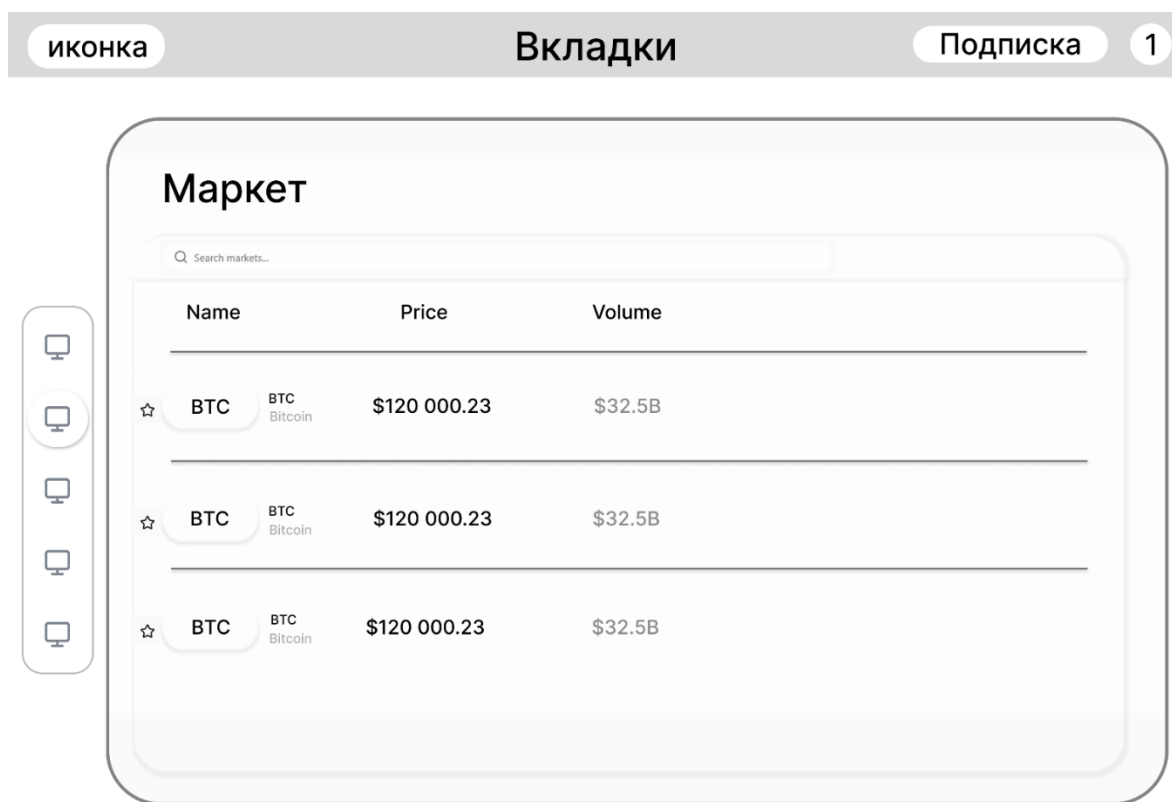 иконка Вкладки Подписка 1
Маркет
Search markets...
Name Price Volume
BTC BTC Bitcoin $120 000.23 $32.5B
BTC BTC Bitcoin $120 000.23 $32.5B
BTC BTC Bitcoin $120 000.23 $32.5B